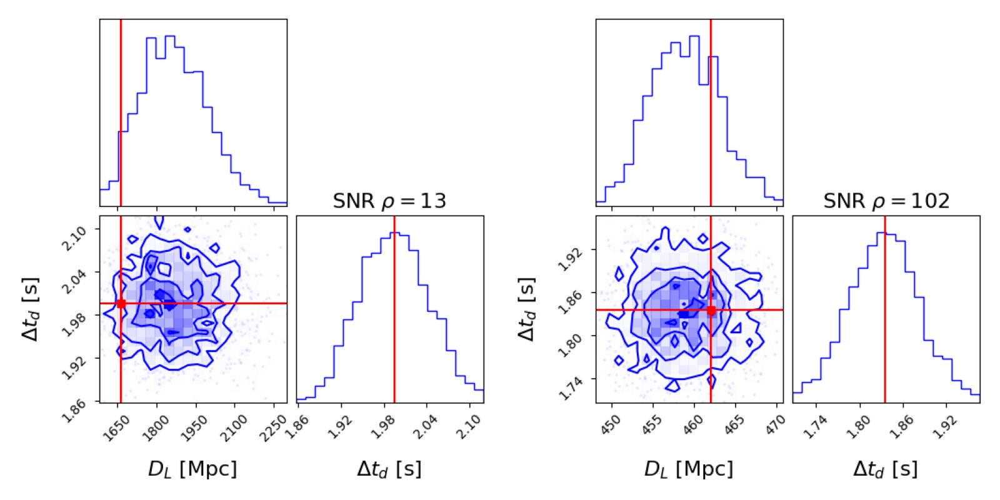 SNR ρ = 13
SNR ρ = 102
Δt_d [s]
2.10
2.04
1.98
1.92
1.86
Δt_d [s]
1.92
1.86
1.80
1.74
1650 1800 1950 2100 2250
1.86 1.92 1.98 2.04 2.10
450 455 460 465 470
1.74 1.80 1.86 1.92
D_L [Mpc]
Δt_d [s]
D_L [Mpc]
Δt_d [s]